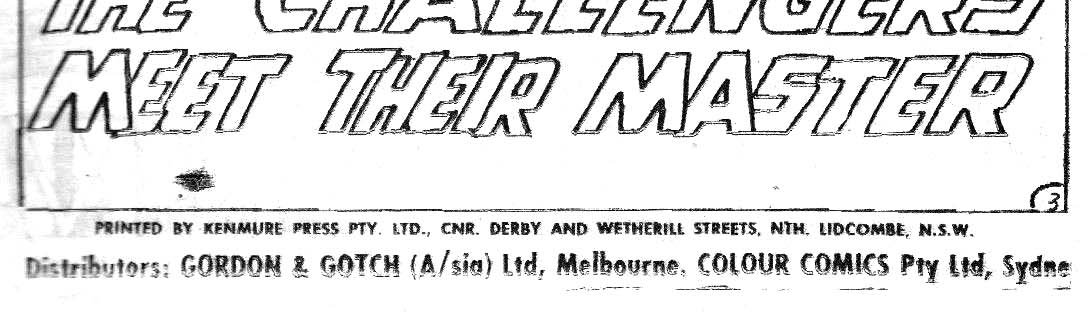 THE CHALLENGERS
MEET THEIR MASTER
3
PRINTED BY KENMURE PRESS PTY. LTD., CNR. DERBY AND WETHERILL STREETS, NTH. LIDCOMBE, N.S.W.
Distributors: GORDON & GOTCH (A/sia) Ltd, Melbourne. COLOUR COMICS Pty Ltd, Sydne